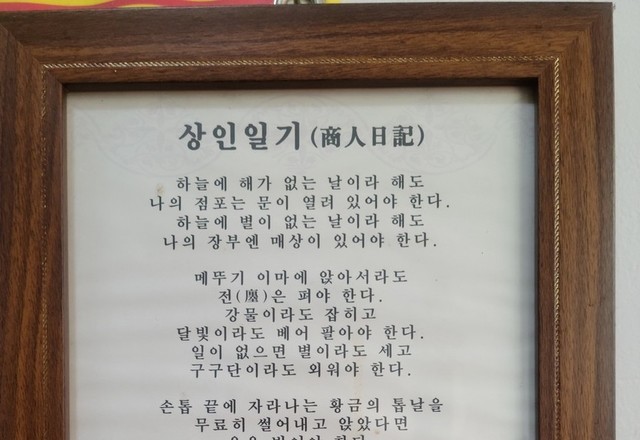 상인일기(商人日記)
하늘에 해가 없는 날이라 해도
나의 점포는 문이 열려 있어야 한다.
하늘에 별이 없는 날이라 해도
나의 장부엔 매상이 있어야 한다.
메뚜기 이마에 앉아서라도
전(廛)은 펴야 한다.
강물이라도 잡히고
달빛이라도 베어 팔아야 한다.
일이 없으면 별이라도 세고
구구단이라도 외워야 한다.
손톱 끝에 자라나는 황금의 톱날을
무료히 썰어내고 앉았다면